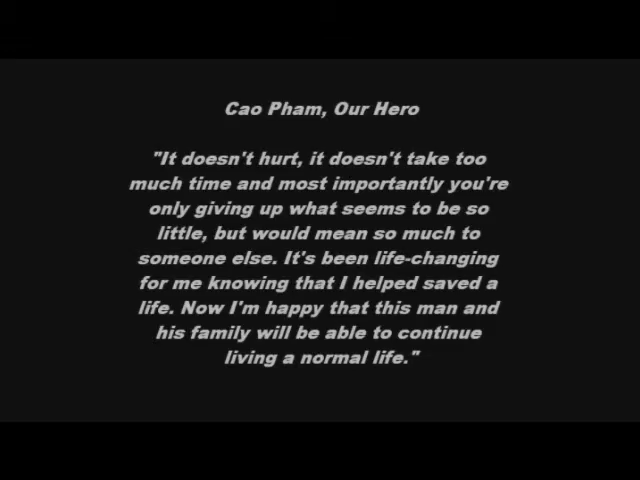 Cao Pham, Our Hero
"It doesn't hurt, it doesn't take too
much time and most importantly you're
only giving up what seems to be so
little, but would mean so much to
someone else. It's been life-changing
for me knowing that I helped saved a
life. Now I'm happy that this man and
his family will be able to continue
living a normal life."